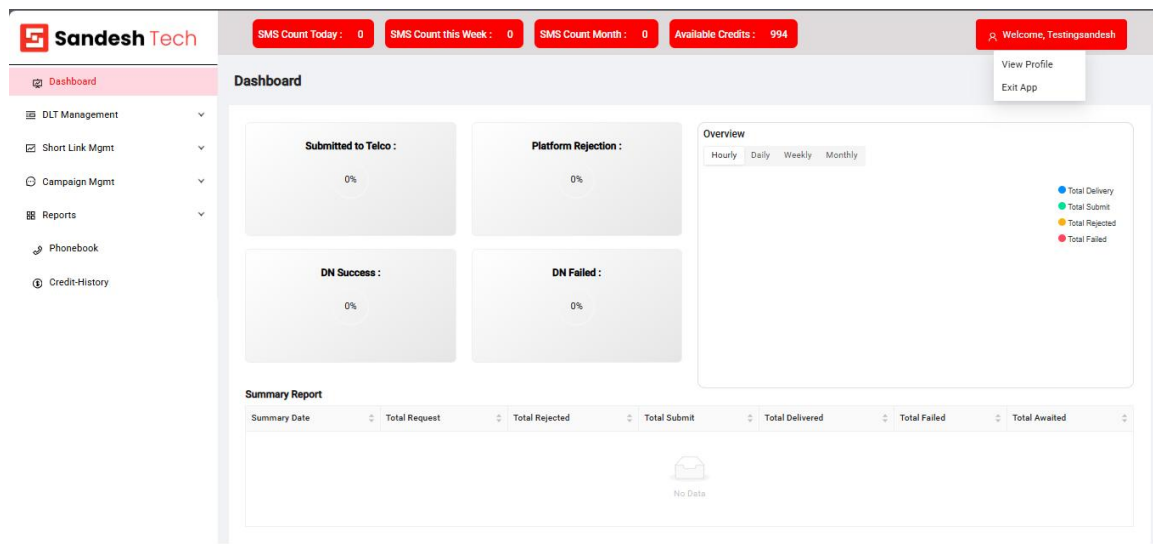 Sandesh Tech
SMS Count Today : 0
SMS Count this Week : 0
SMS Count Month : 0
Available Credits : 994
Welcome, Testingsandesh
View Profile
Exit App
Dashboard
DLT Management
Short Link Mgmt
Campaign Mgmt
Reports
Phonebook
Credit-History
Dashboard
Submitted to Telco :
0%
Platform Rejection :
0%
DN Success :
0%
DN Failed :
0%
Overview
Hourly Daily Weekly Monthly
Total Delivery
Total Submit
Total Rejected
Total Failed
Summary Report
Summary Date Total Request Total Rejected Total Submit Total Delivered Total Failed Total Awaited
No Data